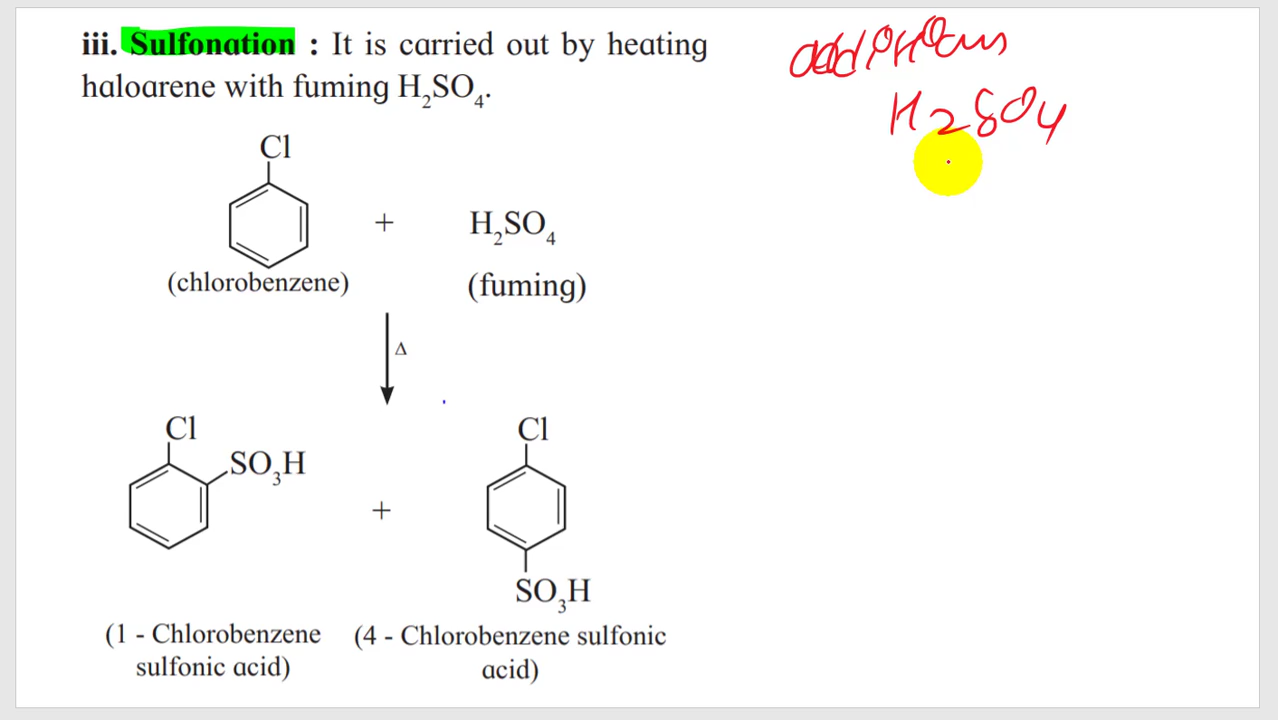 iii. Sulfonation : It is carried out by heating
haloarene with fuming H₂SO₄.
addition
H2SO4
Cl
+ H₂SO₄
(chlorobenzene) (fuming)
Δ
Cl Cl
SO₃H
+
SO₃H
(1 - Chlorobenzene (4 - Chlorobenzene sulfonic
sulfonic acid) acid)